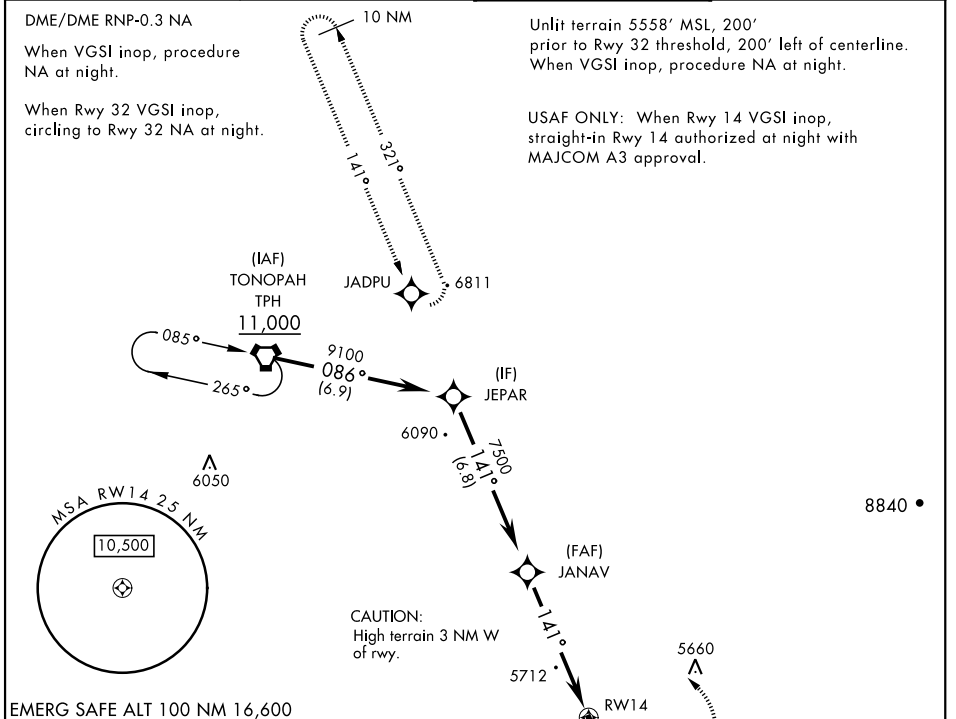 DME/DME RNP-0.3 NA
When VGSI inop, procedure
NA at night.
When Rwy 32 VGSI inop,
circling to Rwy 32 NA at night.
10 NM
Unlit terrain 5558' MSL, 200'
prior to Rwy 32 threshold, 200' left of centerline.
When VGSI inop, procedure NA at night.
USAF ONLY: When Rwy 14 VGSI inop,
straight-in Rwy 14 authorized at night with
MAJCOM A3 approval.
141°
321°
(IAF)
TONOPAH
TPH
11,000
JADPU
6811
085°
265°
9100
086°
(6.9)
(IF)
JEPAR
6090
7500
141°
(6.8)
6050
MSA RW14 25 NM
10,500
8840
(FAF)
JANAV
141°
CAUTION:
High terrain 3 NM W
of rwy.
5712
5660
RW14
EMERG SAFE ALT 100 NM 16,600